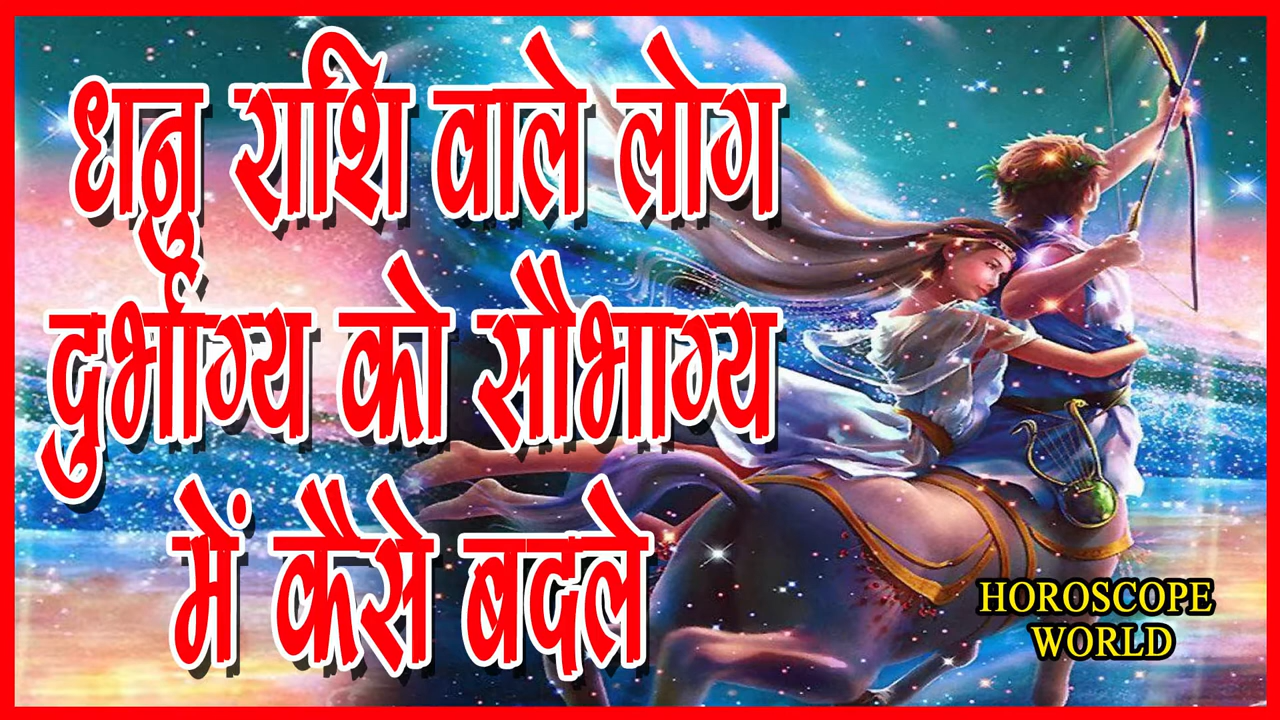 धनु राशि वाले लोग
दुर्भाग्य को सौभाग्य
में कैसे बदले
HOROSCOPE
WORLD